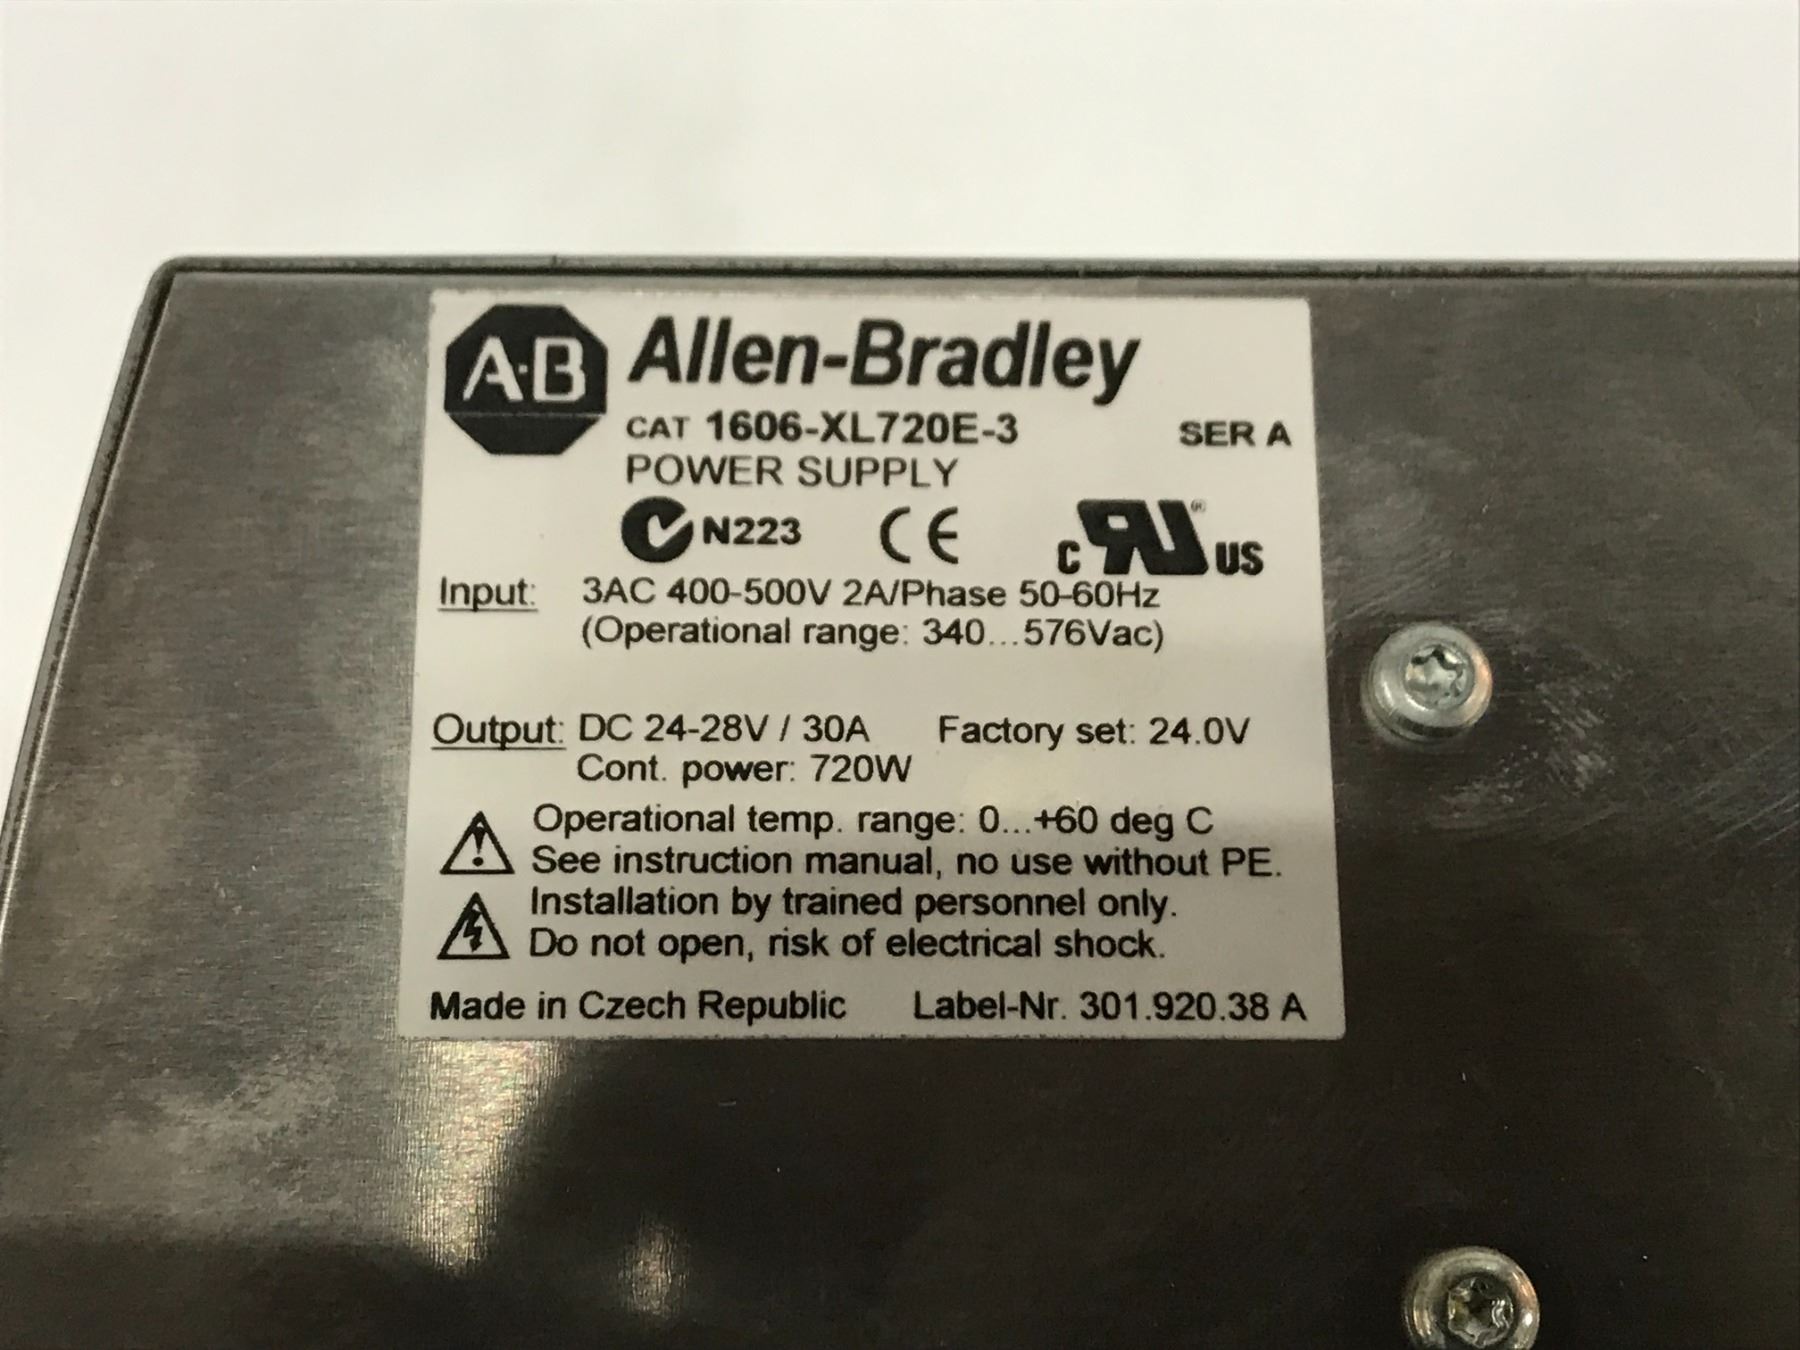 A·B Allen-Bradley
CAT 1606-XL720E-3 SER A
POWER SUPPLY
N223 CE c RU ® US
Input: 3AC 400-500V 2A/Phase 50-60Hz
(Operational range: 340...576Vac)
Output: DC 24-28V / 30A Factory set: 24.0V
Cont. power: 720W
Operational temp. range: 0...+60 deg C
See instruction manual, no use without PE.
Installation by trained personnel only.
Do not open, risk of electrical shock.
Made in Czech Republic Label-Nr. 301.920.38 A